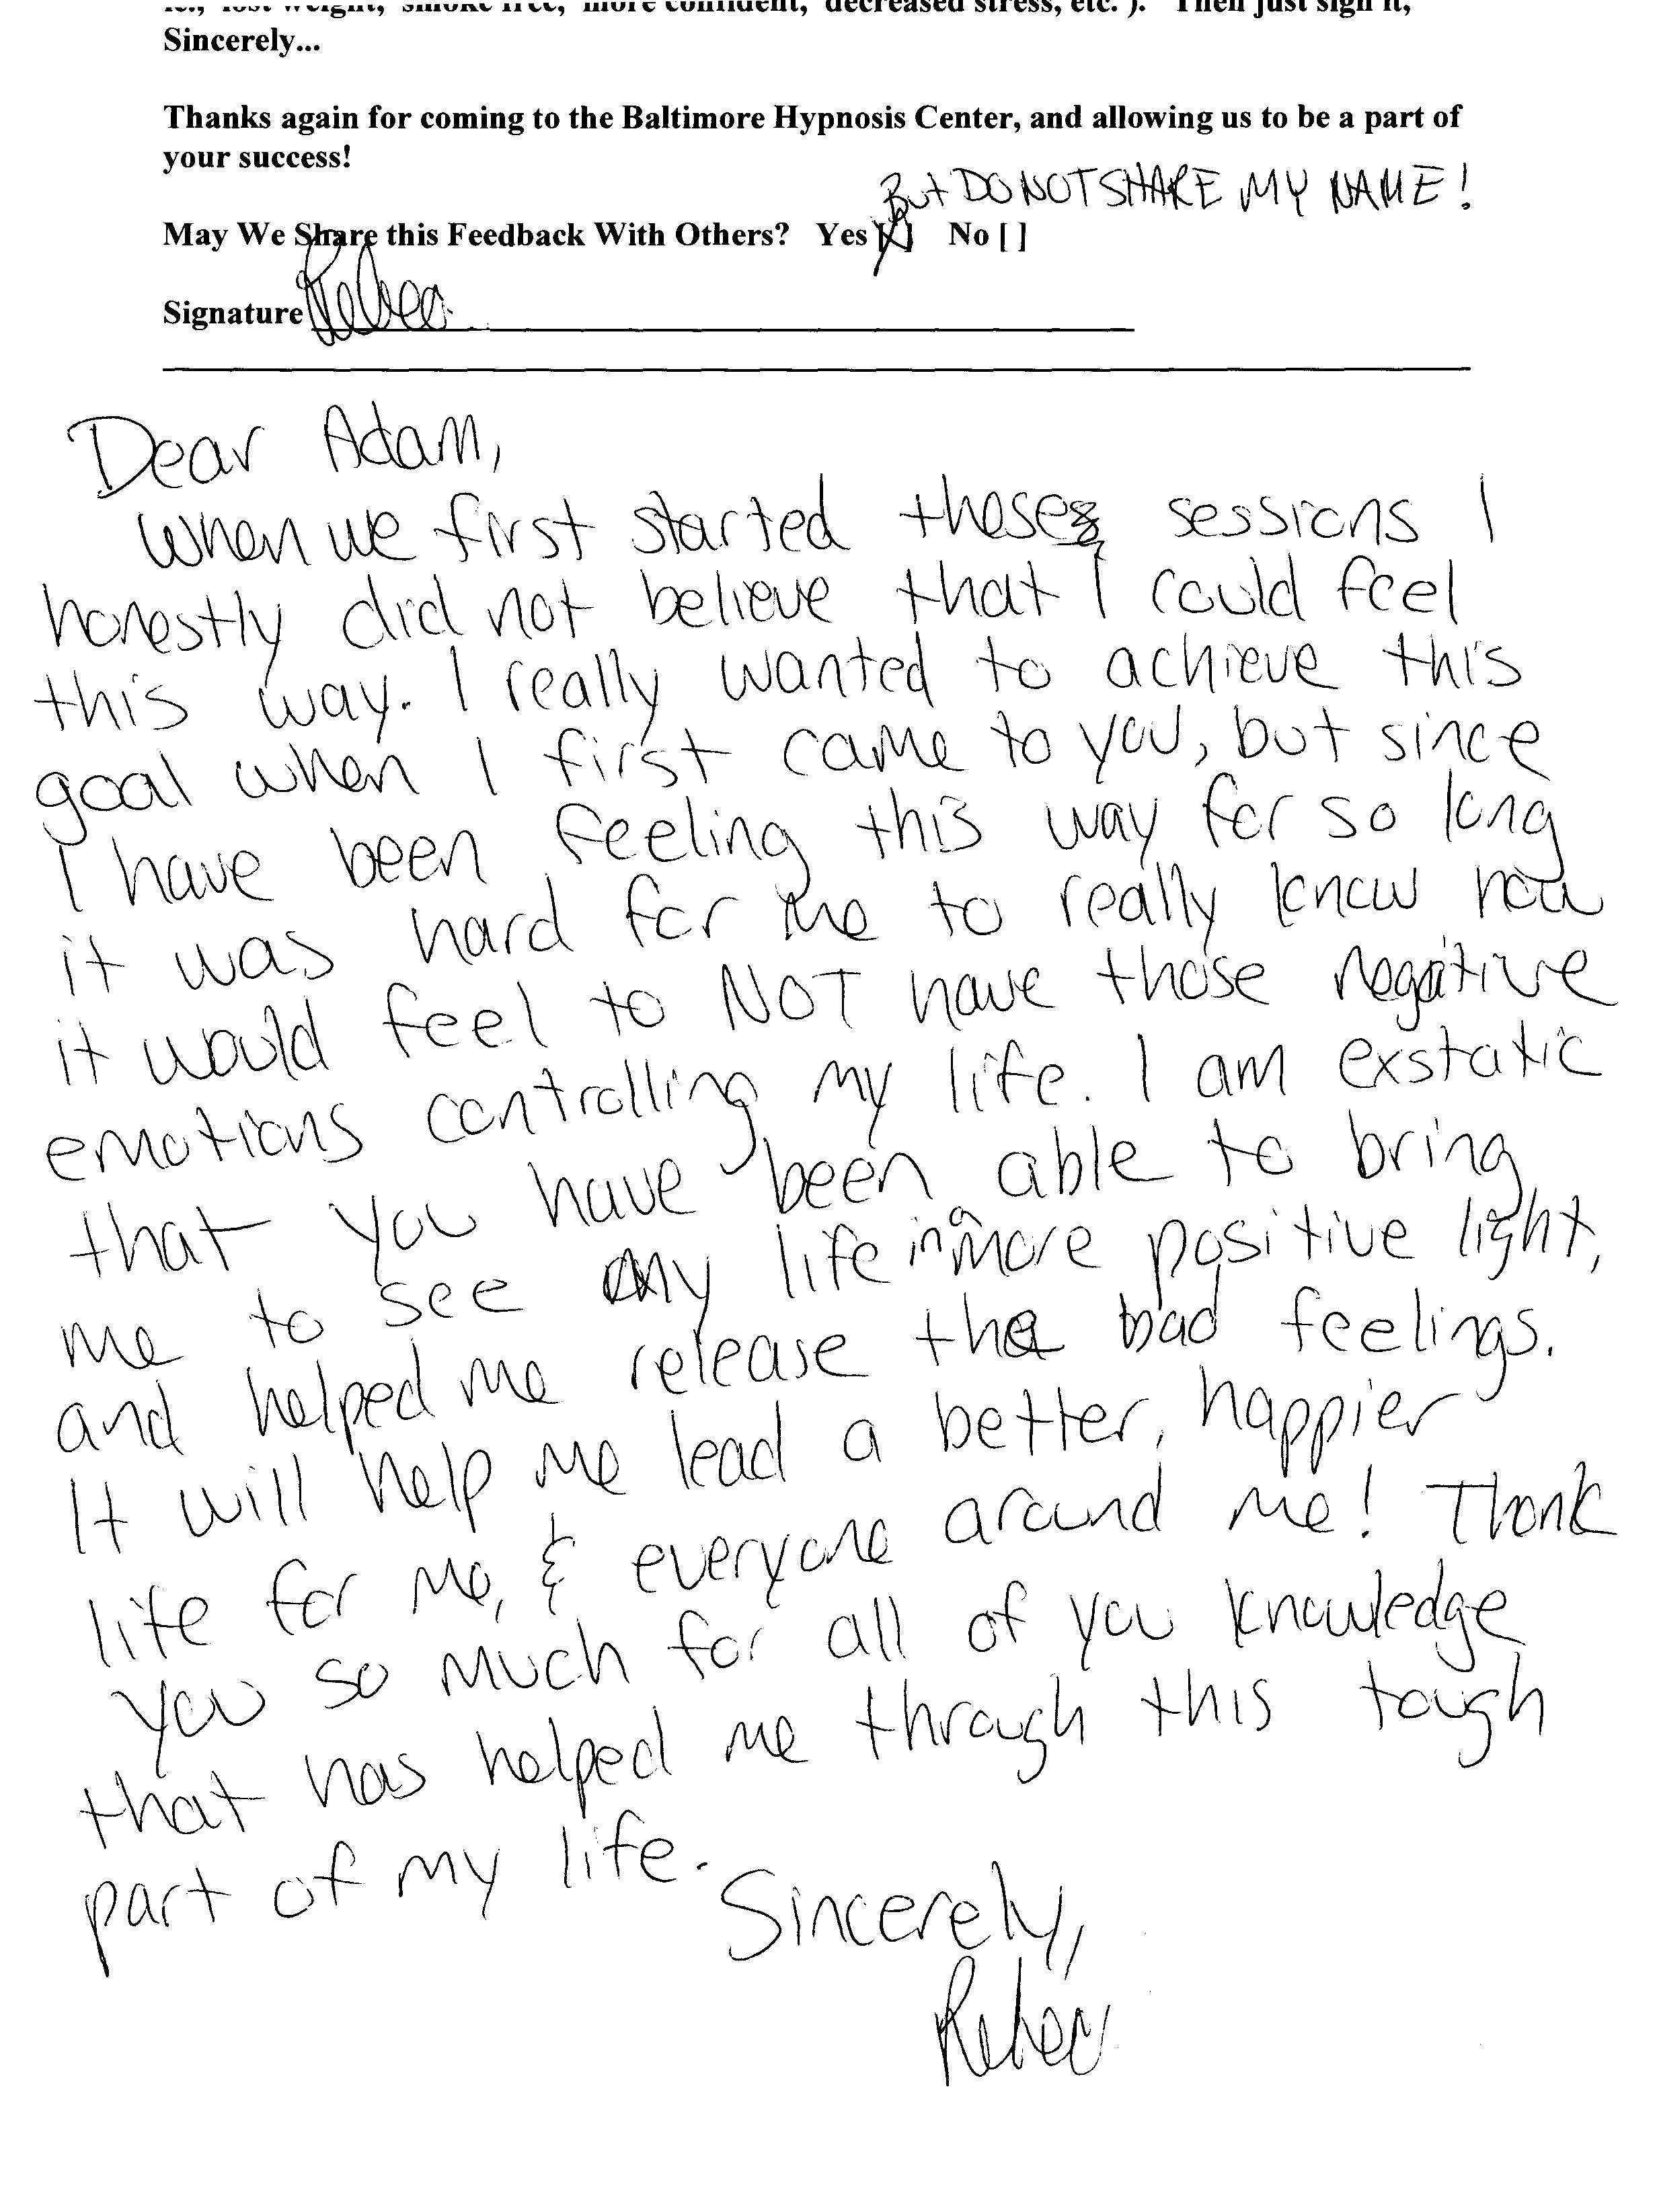 ie., lost weight, smoke free, more confident, decreased stress, etc. ). Then just sign it,
Sincerely...
Thanks again for coming to the Baltimore Hypnosis Center, and allowing us to be a part of
your success!
But DO NOT SHARE MY NAME!
May We Share this Feedback With Others? Yes [X] No [ ]
Signature
Dear Adam,
When we first started these sessions I
honestly did not believe that I could feel
this way. I really wanted to achieve this
goal when I first came to you, but since
I have been feeling this way for so long
it was hard for me to really know how
it would feel to NOT have those negative
emotions controlling my life. I am exstatic
that you have been able to bring
me to see my life in a more positive light,
and helped me release the bad feelings.
It will help me lead a better, happier
life for me, & everyone around me! Thank
you so much for all of you knowledge
that has helped me through this tough
part of my life.
Sincerely,